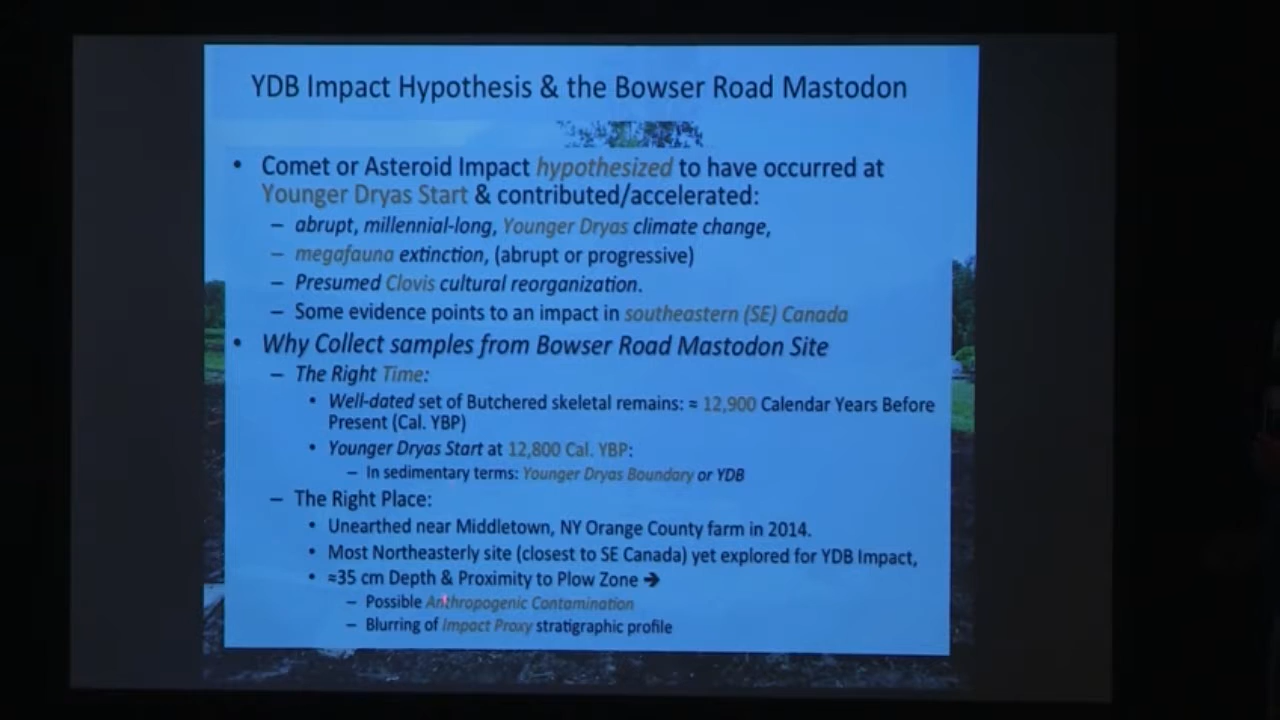 YDB Impact Hypothesis & the Bowser Road Mastodon
• Comet or Asteroid Impact hypothesized to have occurred at
Younger Dryas Start & contributed/accelerated:
– abrupt, millennial-long, Younger Dryas climate change,
– megafauna extinction, (abrupt or progressive)
– Presumed Clovis cultural reorganization.
– Some evidence points to an impact in southeastern (SE) Canada
• Why Collect samples from Bowser Road Mastodon Site
– The Right Time:
• Well-dated set of Butchered skeletal remains: ≈ 12,900 Calendar Years Before
Present (Cal. YBP)
• Younger Dryas Start at 12,800 Cal. YBP:
– In sedimentary terms: Younger Dryas Boundary or YDB
– The Right Place:
• Unearthed near Middletown, NY Orange County farm in 2014.
• Most Northeasterly site (closest to SE Canada) yet explored for YDB Impact,
• ≈35 cm Depth & Proximity to Plow Zone ➔
– Possible Anthropogenic Contamination
– Blurring of Impact Proxy stratigraphic profile